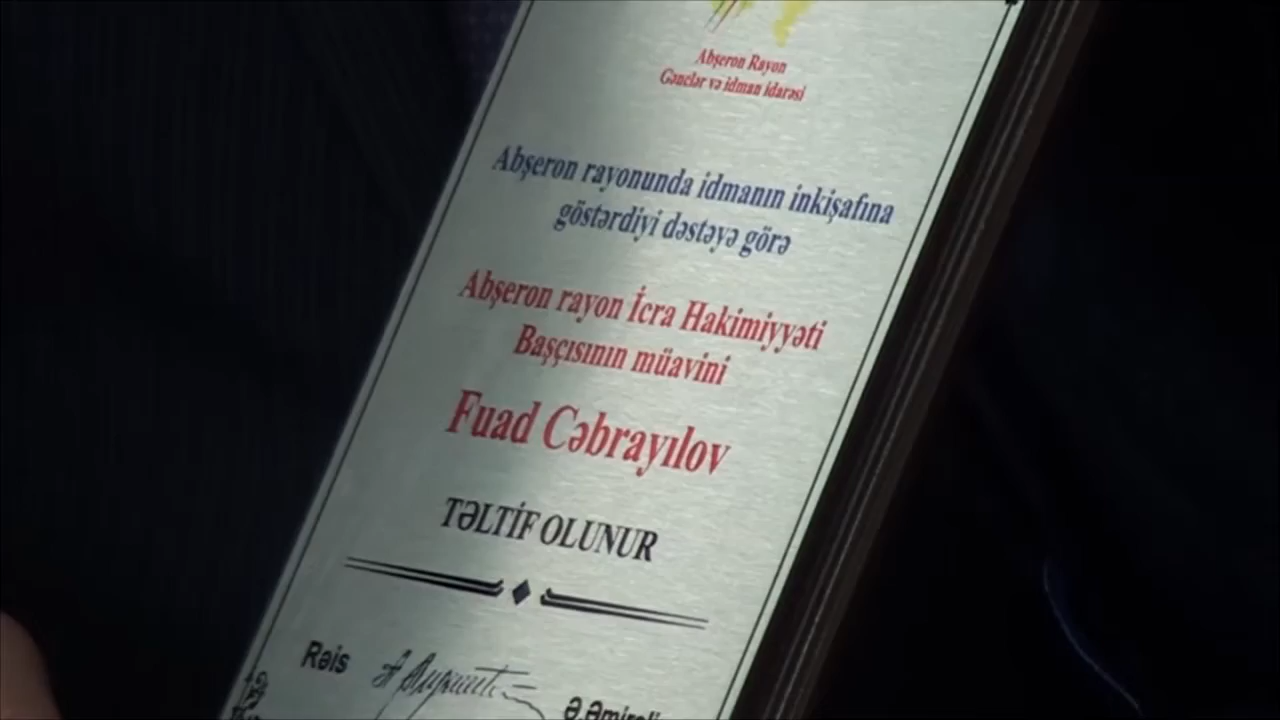 Abşeron Rayon
Gənclər və idman idarəsi
Abşeron rayonunda idmanın inkişafına
göstərdiyi dəstəyə görə
Abşeron rayon İcra Hakimiyyəti
Başçısının müavini
Fuad Cəbrayılov
TƏLTİF OLUNUR
Rəis
Ə.Əmirəli